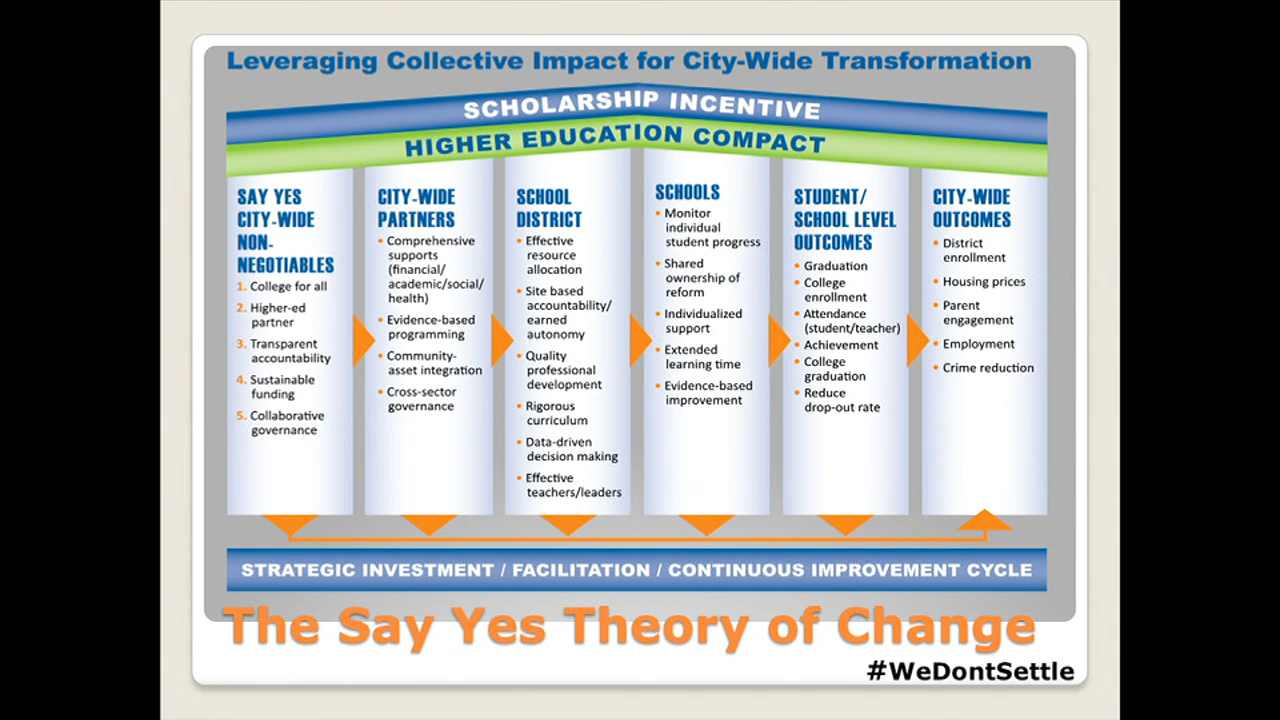 Leveraging Collective Impact for City-Wide Transformation
SCHOLARSHIP INCENTIVE
HIGHER EDUCATION COMPACT
SAY YES
CITY-WIDE
NON-
NEGOTIABLES
1. College for all
2. Higher-ed
partner
3. Transparent
accountability
4. Sustainable
funding
5. Collaborative
governance
CITY-WIDE
PARTNERS
• Comprehensive
supports
(financial/
academic/social/
health)
• Evidence-based
programming
• Community-
asset integration
• Cross-sector
governance
SCHOOL
DISTRICT
• Effective
resource
allocation
• Site based
accountability/
earned
autonomy
• Quality
professional
development
• Rigorous
curriculum
• Data-driven
decision making
• Effective
teachers/leaders
SCHOOLS
• Monitor
individual
student progress
• Shared
ownership of
reform
• Individualized
support
• Extended
learning time
• Evidence-based
improvement
STUDENT/
SCHOOL LEVEL
OUTCOMES
• Graduation
• College
enrollment
• Attendance
(student/teacher)
• Achievement
• College
graduation
• Reduce
drop-out rate
CITY-WIDE
OUTCOMES
• District
enrollment
• Housing prices
• Parent
engagement
• Employment
• Crime reduction
STRATEGIC INVESTMENT / FACILITATION / CONTINUOUS IMPROVEMENT CYCLE
The Say Yes Theory of Change
#WeDontSettle